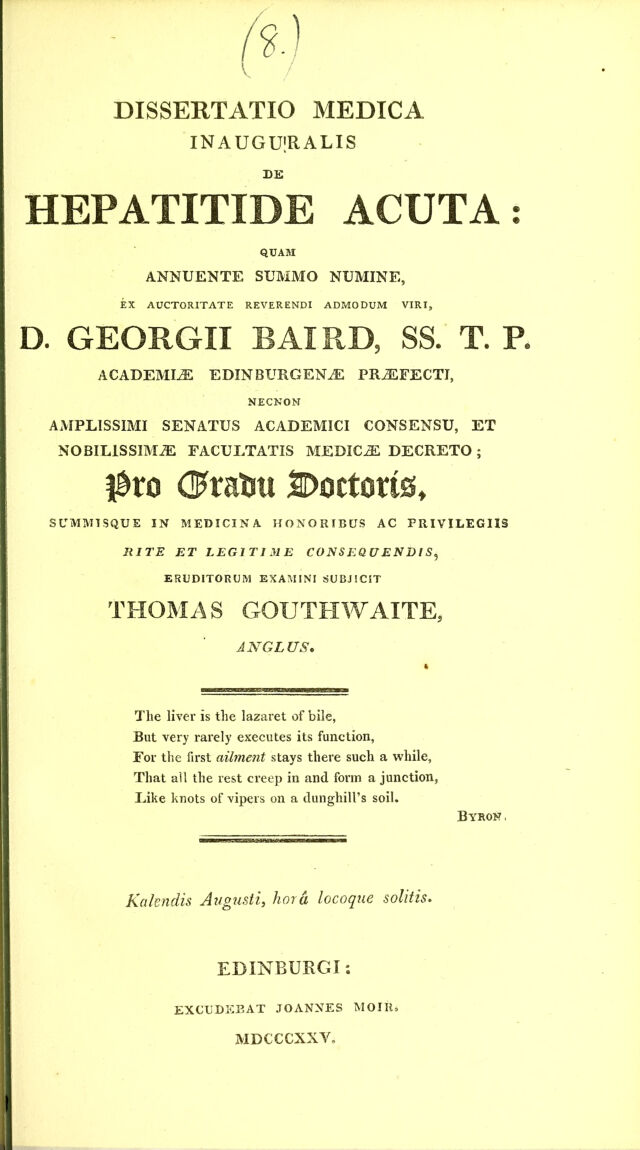 (8.)
DISSERTATIO MEDICA
INAUGURALIS
DE
HEPATITIDE ACUTA:
QUAM
ANNUENTE SUMMO NUMINE,
EX AUCTORITATE REVERENDI ADMODUM VIRI,
D. GEORGII BAIRD, SS. T. P.
ACADEMIÆ EDINBURGENÆ PRÆFECTI,
NECNON
AMPLISSIMI SENATUS ACADEMICI CONSENSU, ET
NOBILISSIMÆ FACULTATIS MEDICÆ DECRETO;
Pro Gradu Doctoris,
SUMMISQUE IN MEDICINA HONORIBUS AC PRIVILEGIIS
RITE ET LEGITIME CONSEQUENDIS,
ERUDITORUM EXAMINI SUBJICIT
THOMAS GOUTHWAITE,
ANGLUS.
The liver is the lazaret of bile,
But very rarely executes its function,
For the first ailment stays there such a while,
That all the rest creep in and form a junction,
Like knots of vipers on a dunghill's soil.
BYRON.
Kalendis Augusti, horâ locoque solitis.
EDINBURGI:
EXCUDEBAT JOANNES MOIR.
MDCCCXXV.